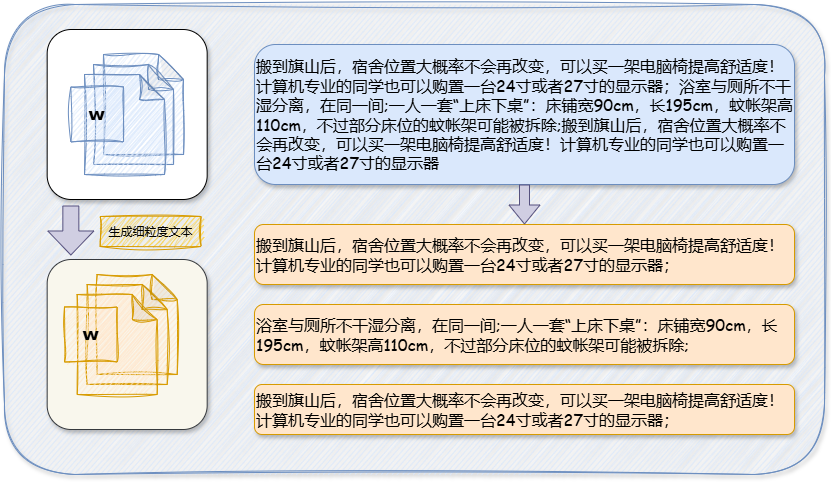 W
搬到旗山后，宿舍位置大概率不会再改变，可以买一架电脑椅提高舒适度！
计算机专业的同学也可以购置一台24寸或者27寸的显示器；浴室与厕所不干
湿分离，在同一间;一人一套“上床下桌”：床铺宽90cm，长195cm，蚊帐架高
110cm，不过部分床位的蚊帐架可能被拆除;搬到旗山后，宿舍位置大概率不
会再改变，可以买一架电脑椅提高舒适度！计算机专业的同学也可以购置一
台24寸或者27寸的显示器
生成细粒度文本
W
搬到旗山后，宿舍位置大概率不会再改变，可以买一架电脑椅提高舒适度！
计算机专业的同学也可以购置一台24寸或者27寸的显示器；
浴室与厕所不干湿分离，在同一间;一人一套“上床下桌”：床铺宽90cm，长
195cm，蚊帐架高110cm，不过部分床位的蚊帐架可能被拆除;
搬到旗山后，宿舍位置大概率不会再改变，可以买一架电脑椅提高舒适度！
计算机专业的同学也可以购置一台24寸或者27寸的显示器；